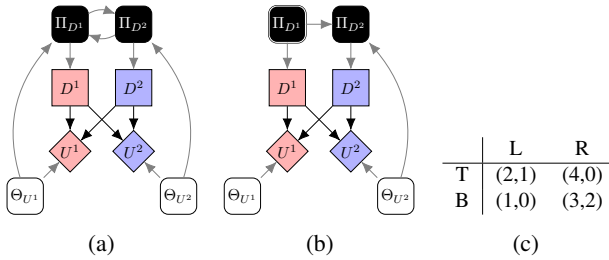 Π_{D^1} Π_{D^2}
D^1 D^2
U^1 U^2
Θ_{U^1} Θ_{U^2}
(a)
Π_{D^1} Π_{D^2}
D^1 D^2
U^1 U^2
Θ_{U^1} Θ_{U^2}
(b)
L R
T (2,1) (4,0)
B (1,0) (3,2)
(c)